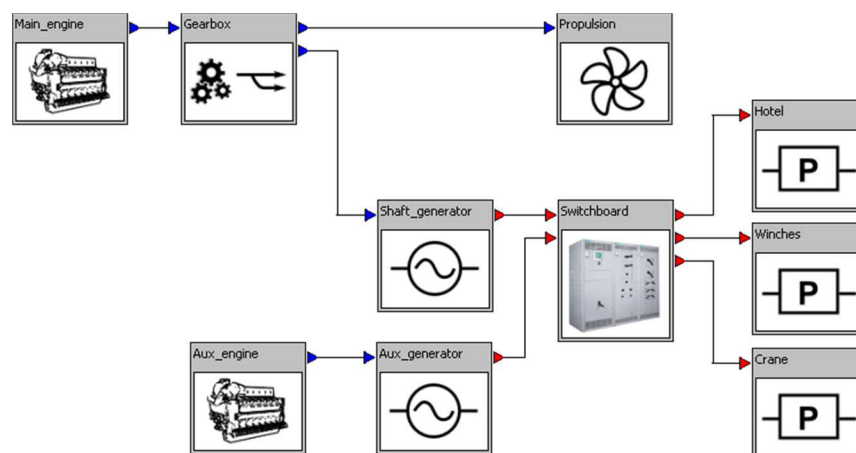 Main_engine
Gearbox
Propulsion
Hotel
P
Shaft_generator
Switchboard
Winches
P
Aux_engine
Aux_generator
Crane
P